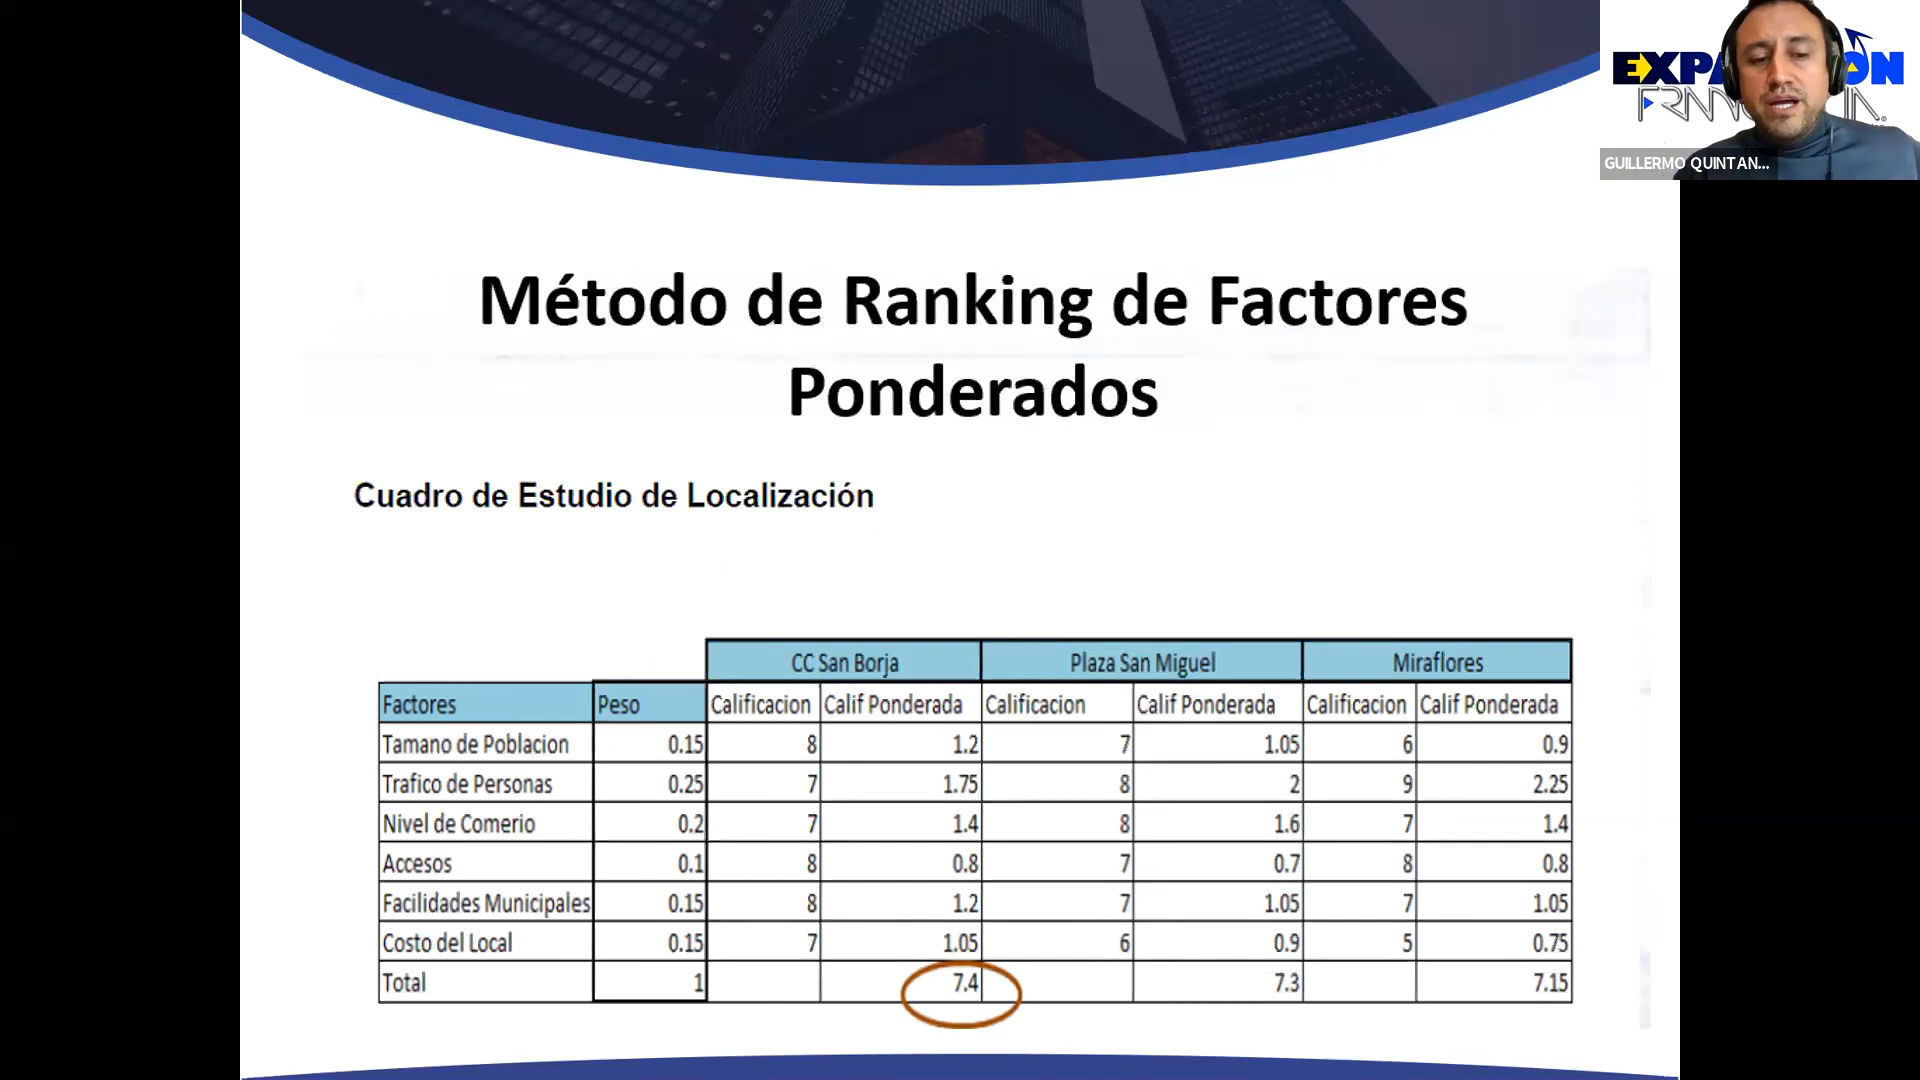 GUILLERMO QUINTAN...
Método de Ranking de Factores
Ponderados
Cuadro de Estudio de Localización
CC San Borja Plaza San Miguel Miraflores
Factores Peso Calificacion Calif Ponderada Calificacion Calif Ponderada Calificacion Calif Ponderada
Tamano de Poblacion 0.15 8 1.2 7 1.05 6 0.9
Trafico de Personas 0.25 7 1.75 8 2 9 2.25
Nivel de Comerio 0.2 7 1.4 8 1.6 7 1.4
Accesos 0.1 8 0.8 7 0.7 8 0.8
Facilidades Municipales 0.15 8 1.2 7 1.05 7 1.05
Costo del Local 0.15 7 1.05 6 0.9 5 0.75
Total 1 7.4 7.3 7.15